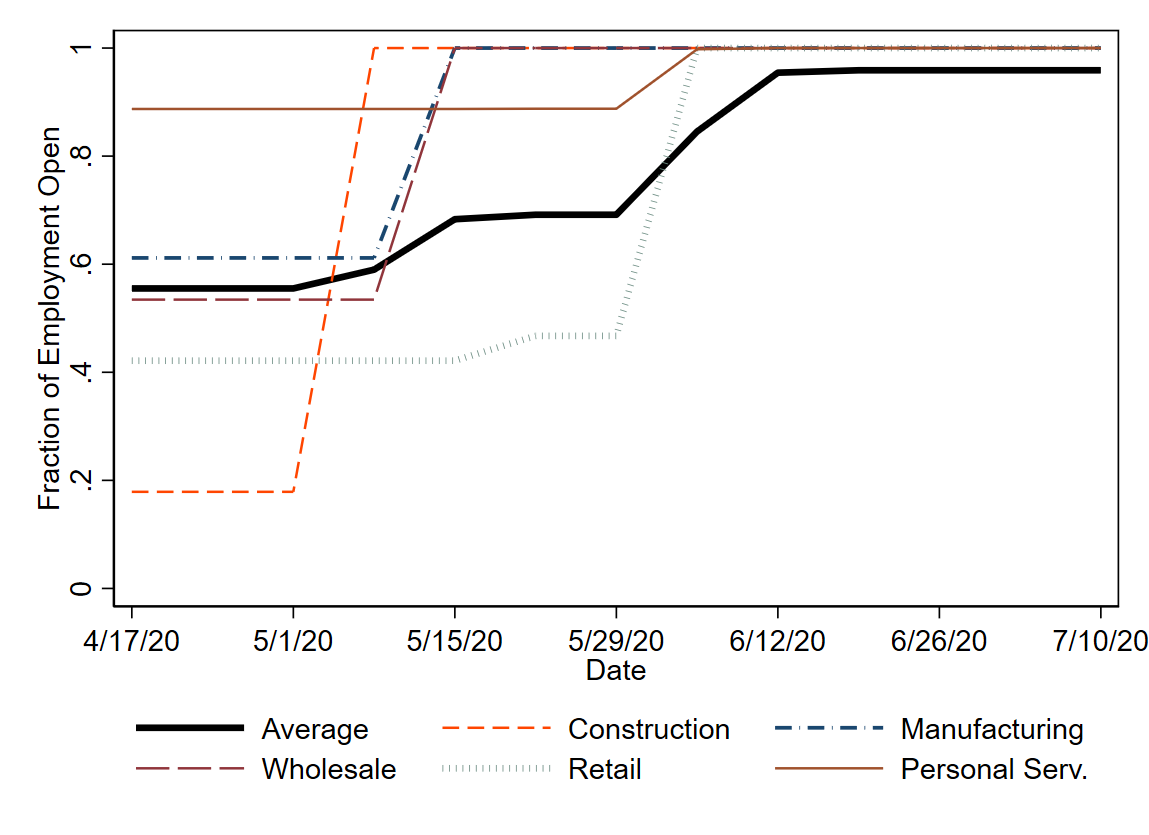 Fraction of Employment Open
1
.8
.6
.4
.2
0
4/17/20 5/1/20 5/15/20 5/29/20 6/12/20 6/26/20 7/10/20
Date
Average Construction Manufacturing
Wholesale Retail Personal Serv.